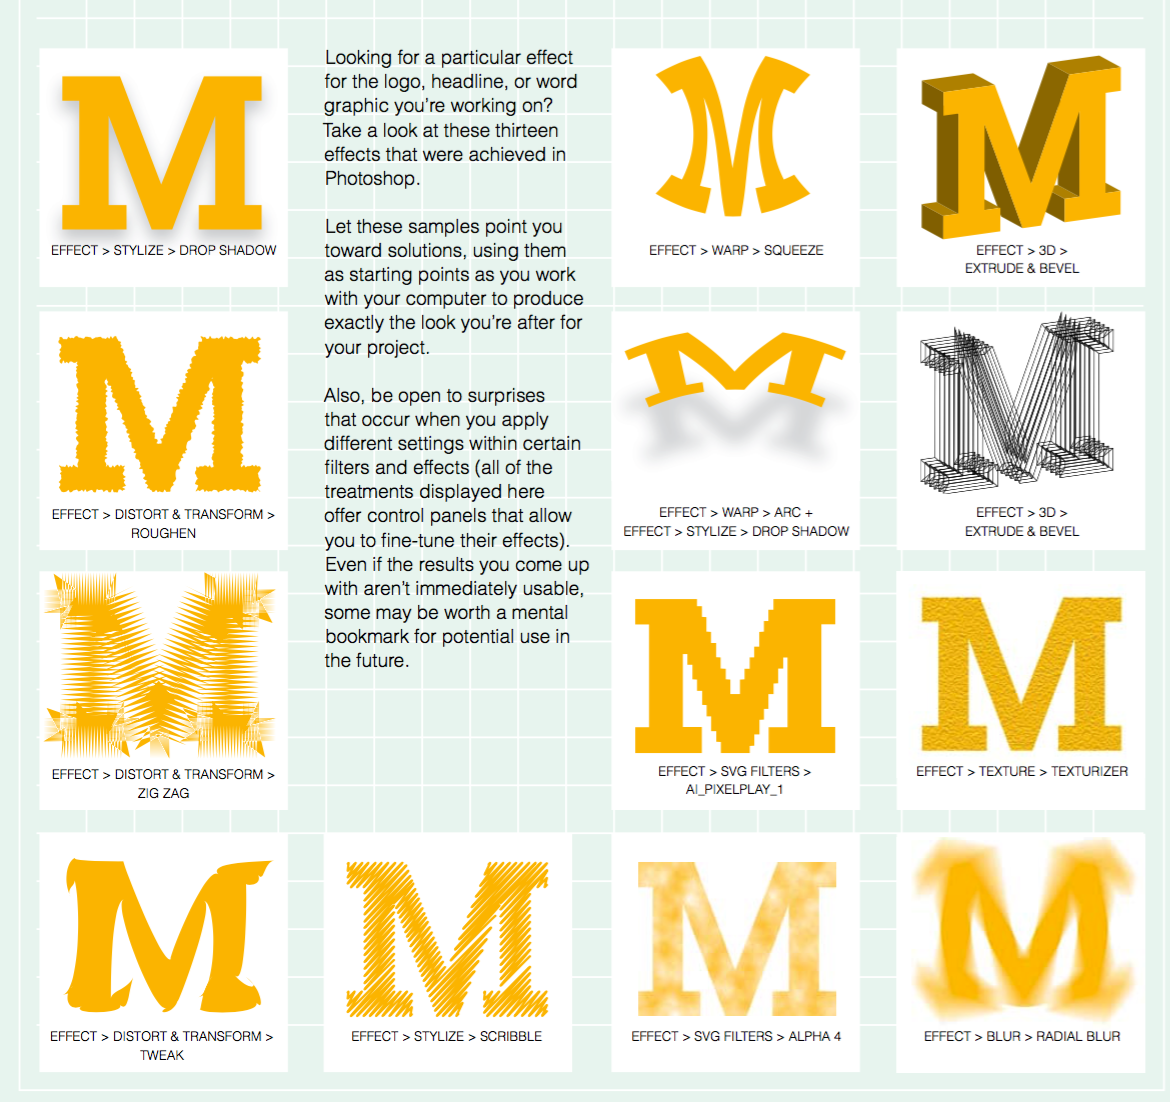 M
EFFECT > STYLIZE > DROP SHADOW
Looking for a particular effect
for the logo, headline, or word
graphic you're working on?
Take a look at these thirteen
effects that were achieved in
Photoshop.
Let these samples point you
toward solutions, using them
as starting points as you work
with your computer to produce
exactly the look you're after for
your project.
Also, be open to surprises
that occur when you apply
different settings within certain
filters and effects (all of the
treatments displayed here
offer control panels that allow
you to fine-tune their effects).
Even if the results you come up
with aren't immediately usable,
some may be worth a mental
bookmark for potential use in
the future.
M
EFFECT > WARP > SQUEEZE
M
EFFECT > 3D >
EXTRUDE & BEVEL
M
EFFECT > DISTORT & TRANSFORM >
ROUGHEN
M
EFFECT > WARP > ARC +
EFFECT > STYLIZE > DROP SHADOW
M
EFFECT > 3D >
EXTRUDE & BEVEL
M
EFFECT > DISTORT & TRANSFORM >
ZIG ZAG
M
EFFECT > SVG FILTERS >
AI_PIXELPLAY_1
M
EFFECT > TEXTURE > TEXTURIZER
M
EFFECT > DISTORT & TRANSFORM >
TWEAK
M
EFFECT > STYLIZE > SCRIBBLE
M
EFFECT > SVG FILTERS > ALPHA 4
M
EFFECT > BLUR > RADIAL BLUR